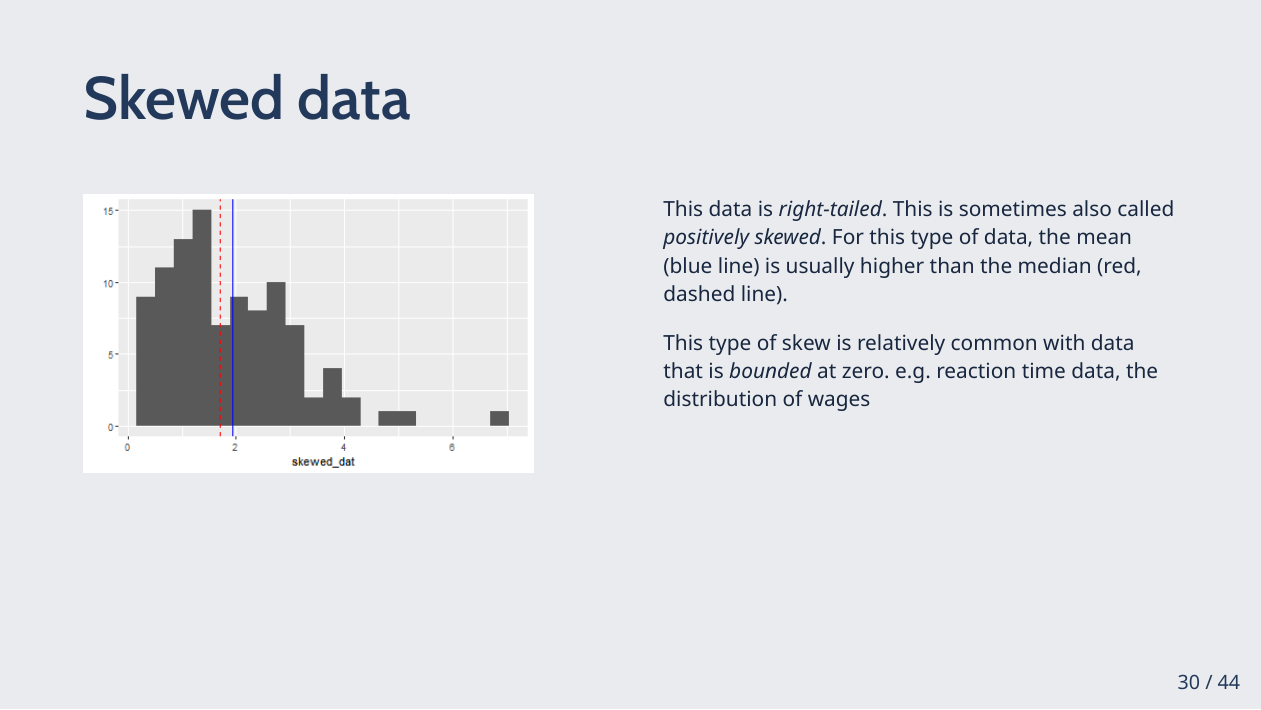 Skewed data
15
10
5
0
0 2 4 6
skewed_dat
This data is right-tailed. This is sometimes also called
positively skewed. For this type of data, the mean
(blue line) is usually higher than the median (red,
dashed line).
This type of skew is relatively common with data
that is bounded at zero. e.g. reaction time data, the
distribution of wages
30 / 44